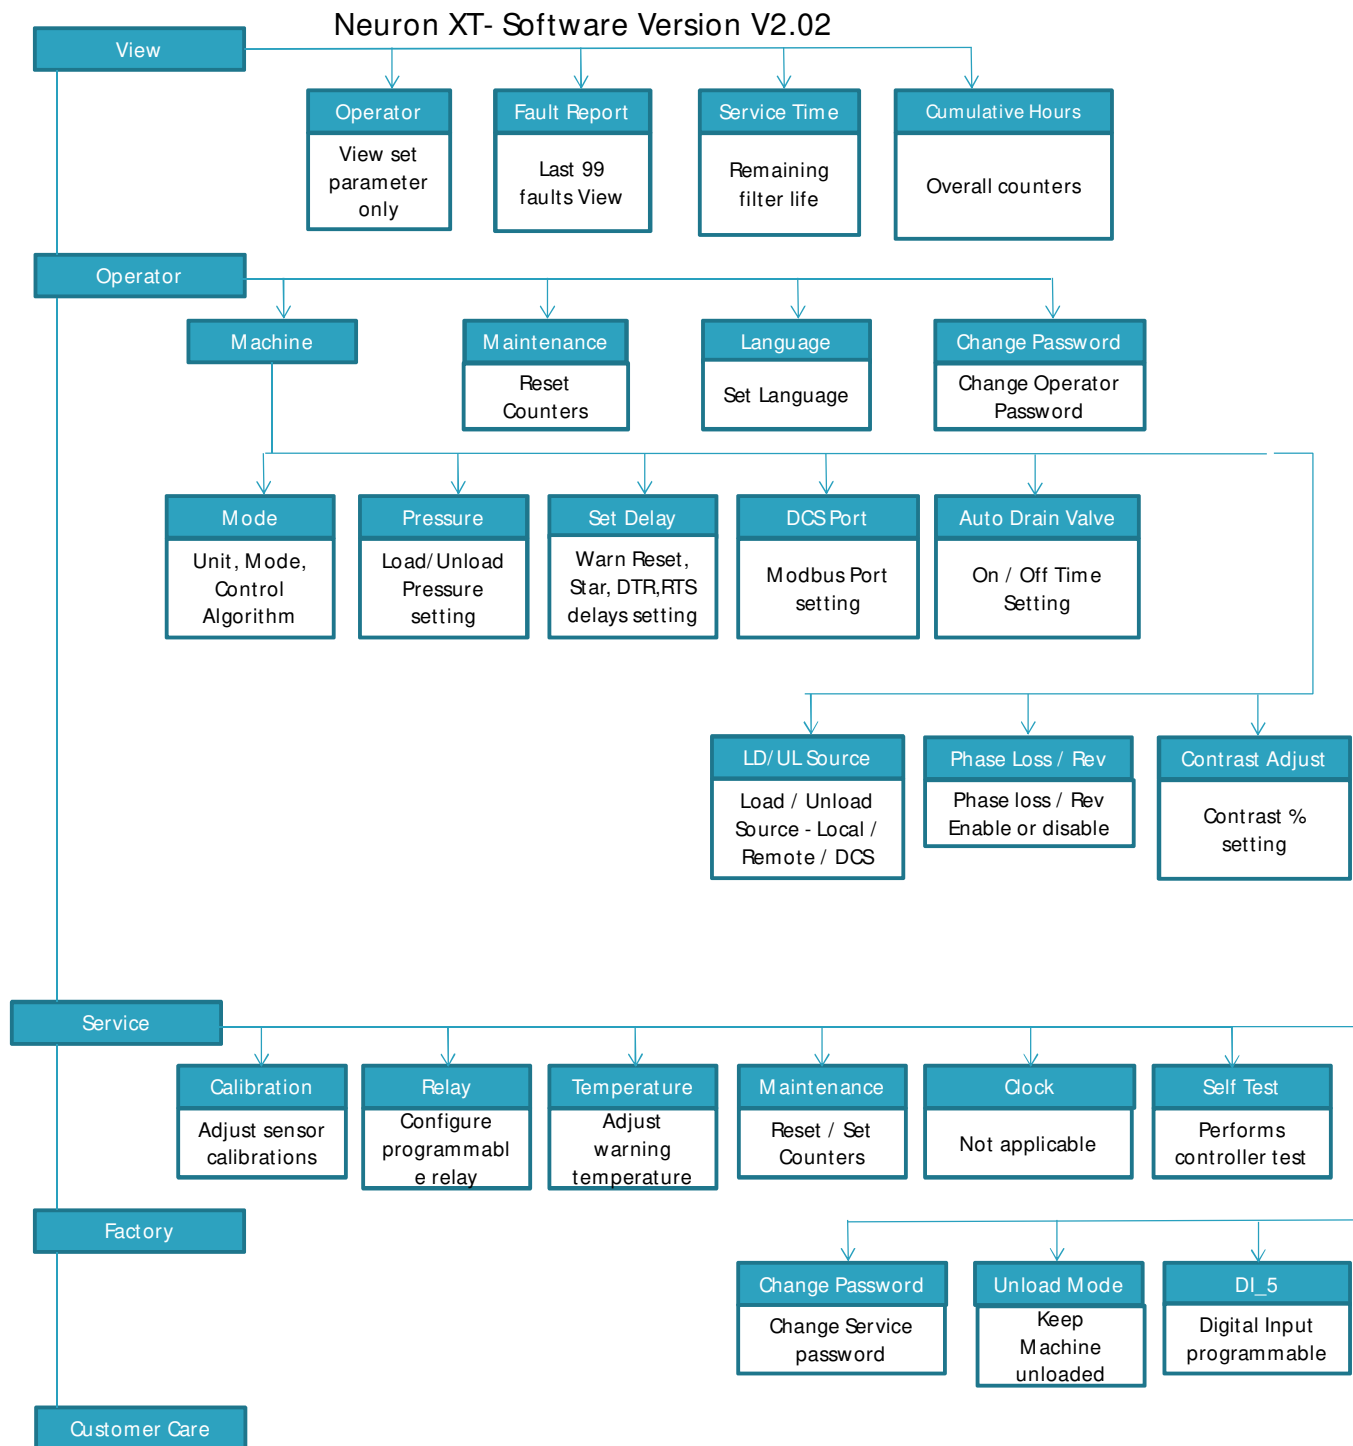 Neuron XT- Software Version V2.02
View
Operator
View set
parameter
only
Fault Report
Last 99
faults View
Service Time
Remaining
filter life
Cumulative Hours
Overall counters
Operator
Machine
Maintenance
Reset
Counters
Language
Set Language
Change Password
Change Operator
Password
Mode
Unit, Mode,
Control
Algorithm
Pressure
Load/Unload
Pressure
setting
Set Delay
Warn Reset,
Star, DTR,RTS
delays setting
DCS Port
Modbus Port
setting
Auto Drain Valve
On / Off Time
Setting
LD/UL Source
Load / Unload
Source - Local /
Remote / DCS
Phase Loss / Rev
Phase loss / Rev
Enable or disable
Contrast Adjust
Contrast %
setting
Service
Calibration
Adjust sensor
calibrations
Relay
Configure
programmabl
e relay
Temperature
Adjust
warning
temperature
Maintenance
Reset / Set
Counters
Clock
Not applicable
Self Test
Performs
controller test
Factory
Change Password
Change Service
password
Unload Mode
Keep
Machine
unloaded
DI_5
Digital Input
programmable
Customer Care